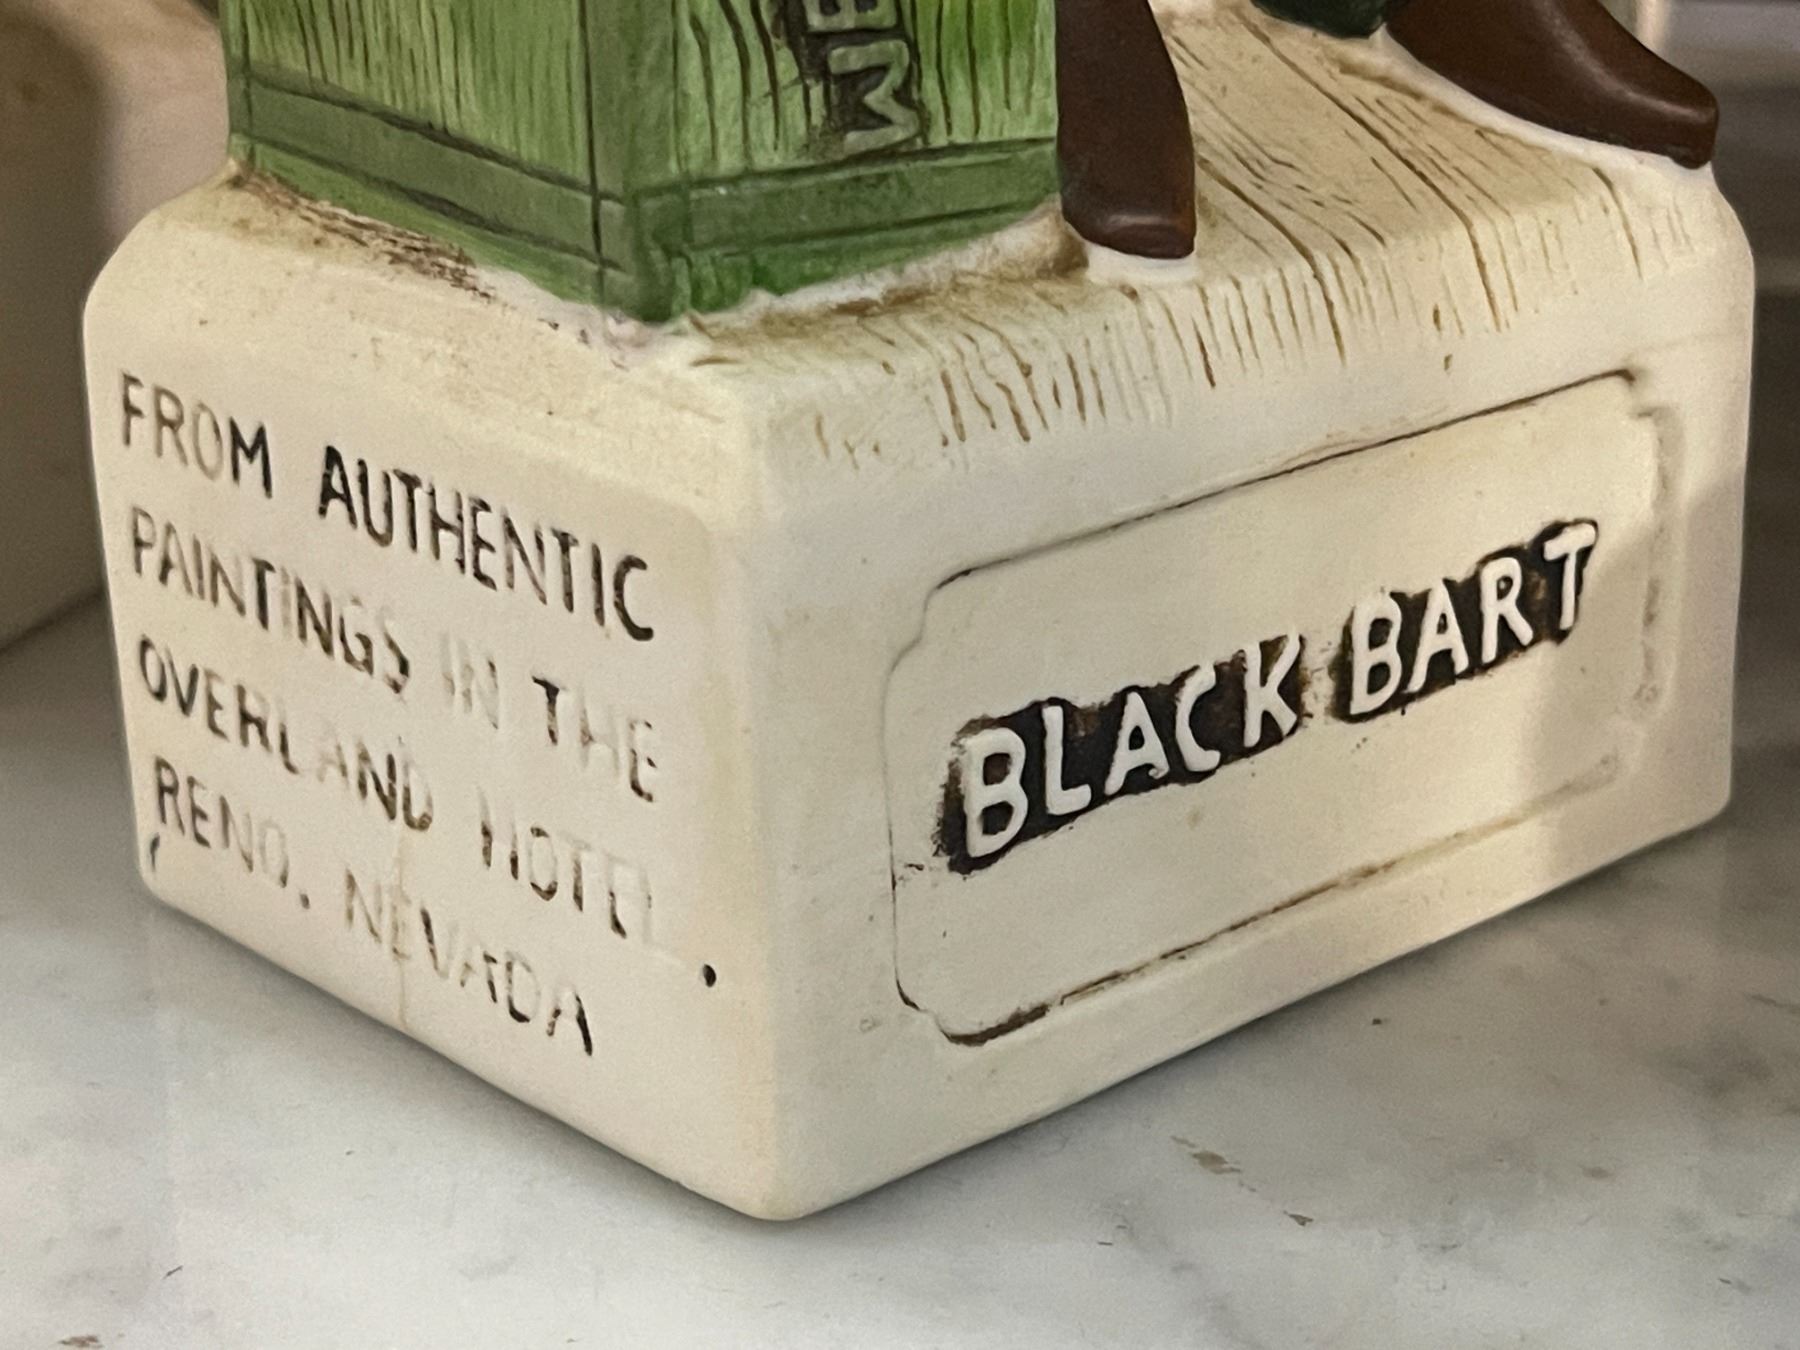 FROM AUTHENTIC
PAINTINGS IN THE
OVERLAND HOTEL.
RENO. NEVADA
BLACK BART